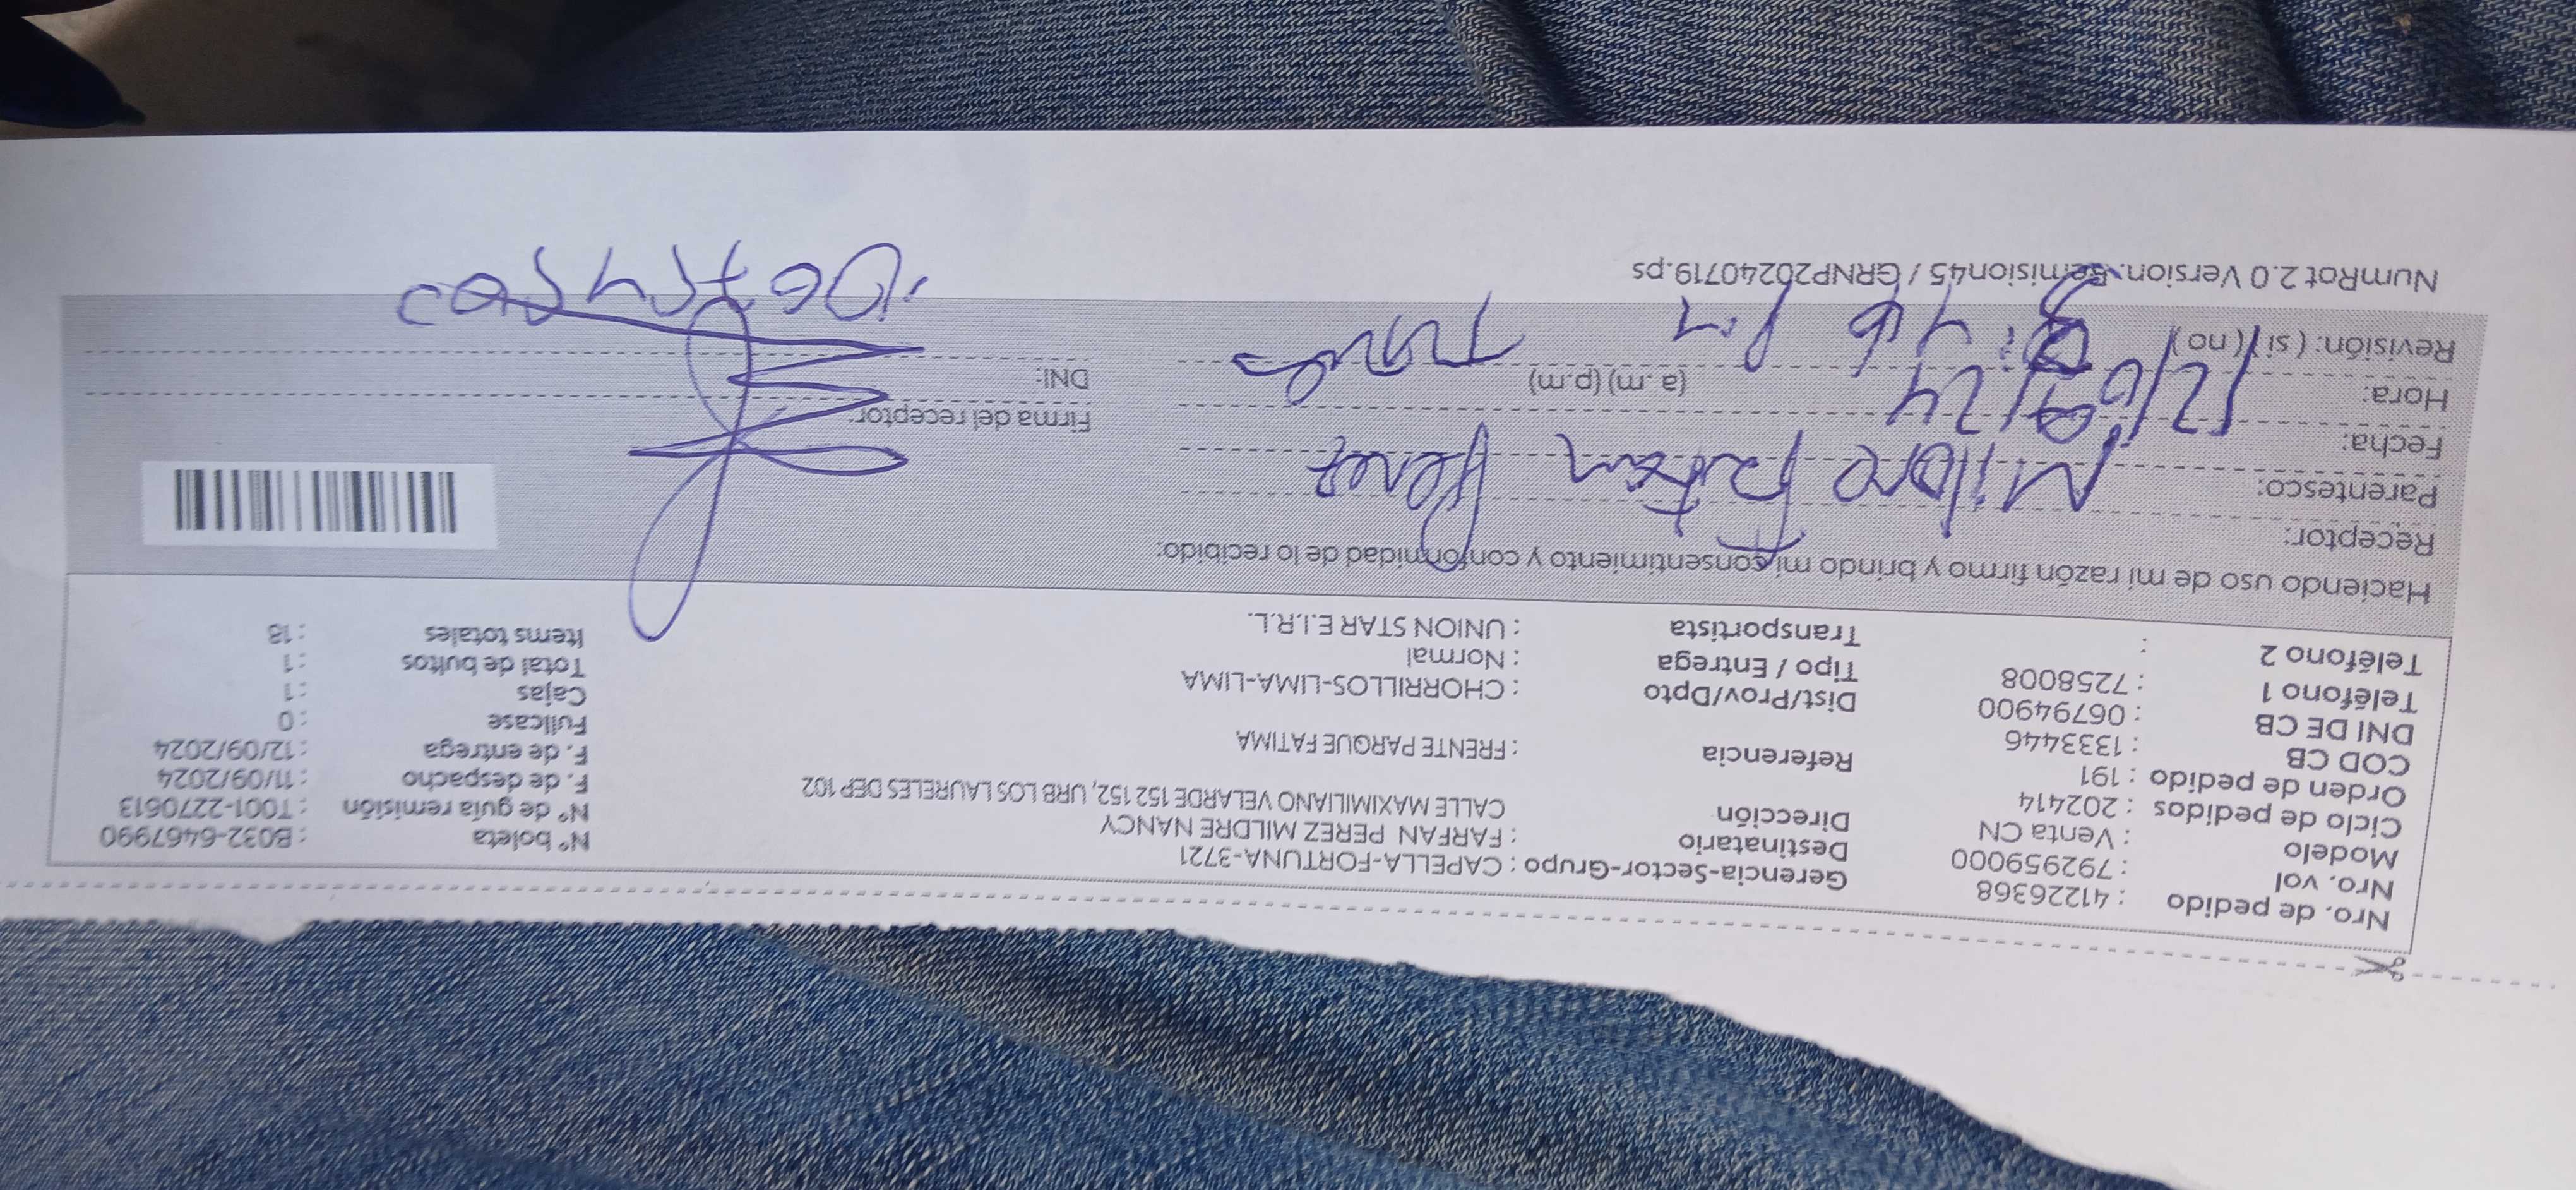 Nro. de pedido : 41226368 Gerencia-Sector-Grupo : CAPELLA-FORTUNA-3721 N° boleta : B032-6467990
Nro. vol : 792959000 Destinatario : FARFAN PEREZ MILDRE NANCY N° de guía remisión : T001-2270613
Modelo : Venta CN Dirección CALLE MAXIMILIANO VELARDE 152 152, URB LOS LAURELES DEP 102 F. de despacho : 11/09/2024
Ciclo de pedidos : 202414 F. de entrega : 12/09/2024
Orden de pedido : 191 Referencia : FRENTE PARQUE FATIMA Fullcase : 0
COD CB : 1333446 Dist/Prov/Dpto : CHORRILLOS-LIMA-LIMA Cajas : 1
DNI DE CB : 06794900 Tipo / Entrega : Normal Total de bultos : 1
Teléfono 1 : 7258008 Transportista : UNION STAR E.I.R.L. Items totales : 18
Teléfono 2 :
Haciendo uso de mi razón firmo y brindo mi consentimiento y conformidad de lo recibido:
Receptor: Mildre Farfan Perez
Parentesco:
Fecha: 12/09/24 Firma del receptor:
Hora: 46 pm (a.m) (p.m) DNI:
Revisión: ( si ) ( no )
NumRot 2.0 Version. Remision45 / GRNP20240719.ps